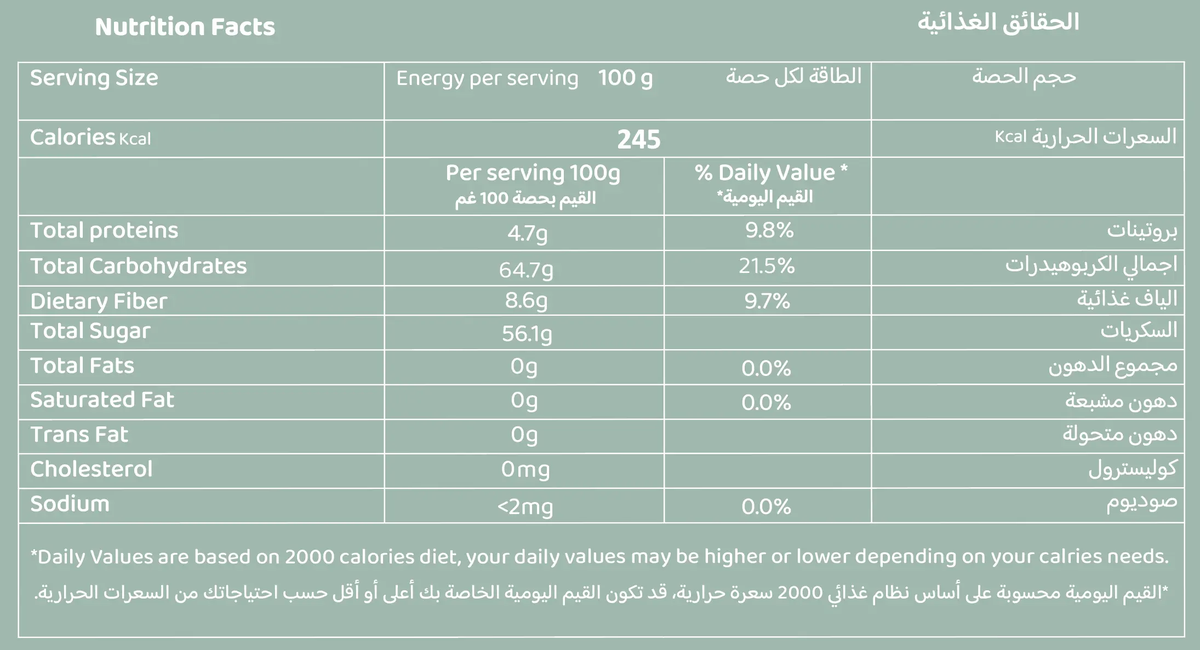 Nutrition Facts الحقائق الغذائية
Serving Size Energy per serving 100 g الطاقة لكل حصة حجم الحصة
Calories Kcal 245 السعرات الحرارية Kcal
Per serving 100g % Daily Value *
القيم بحصة 100 غم القيم اليومية*
Total proteins 4.7g 9.8% بروتينات
Total Carbohydrates 64.7g 21.5% اجمالي الكربوهيدرات
Dietary Fiber 8.6g 9.7% الياف غذائية
Total Sugar 56.1g السكريات
Total Fats 0g 0.0% مجموع الدهون
Saturated Fat 0g 0.0% دهون مشبعة
Trans Fat 0g دهون متحولة
Cholesterol 0mg كوليسترول
Sodium <2mg 0.0% صوديوم
*Daily Values are based on 2000 calories diet, your daily values may be higher or lower depending on your calries needs.
*القيم اليومية محسوبة على أساس نظام غذائي 2000 سعرة حرارية، قد تكون القيم اليومية الخاصة بك أعلى أو أقل حسب احتياجاتك من السعرات الحرارية.